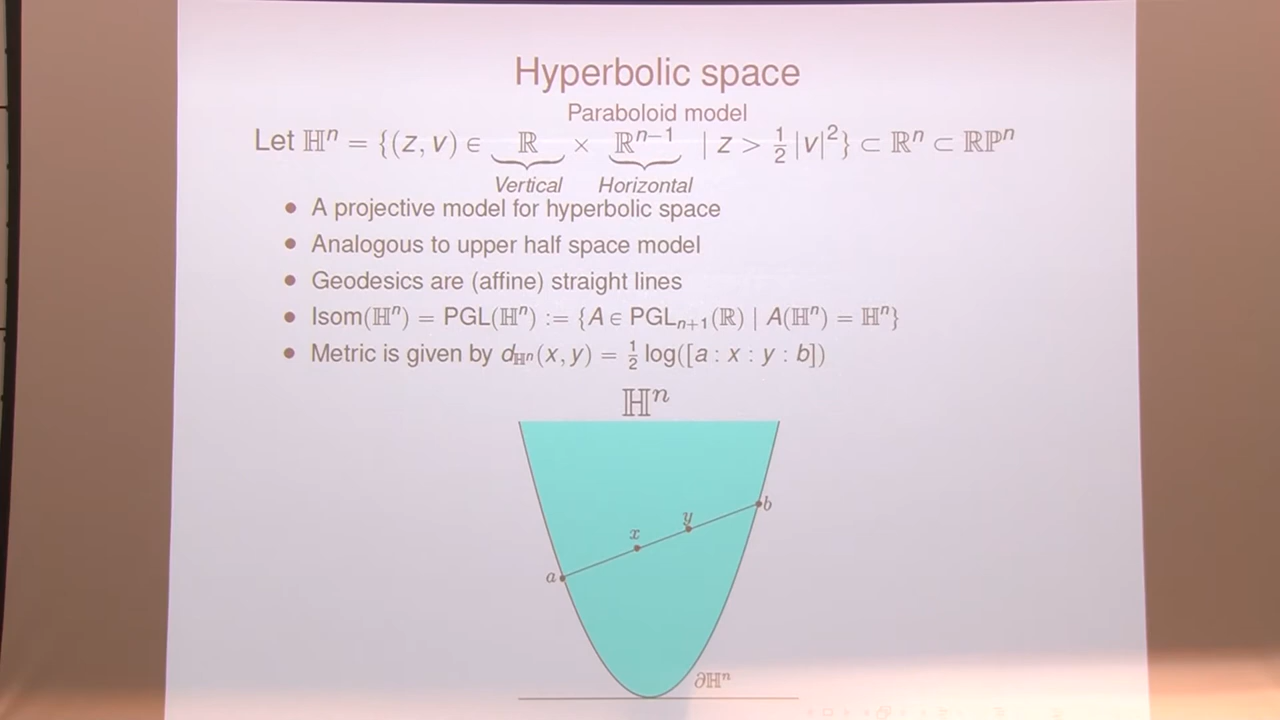 Hyperbolic space
Paraboloid model
Let ℍⁿ = {(z, v) ∈ ℝ × ℝⁿ⁻¹ | z > ½|v|²} ⊂ ℝⁿ ⊂ ℝℙⁿ
Vertical Horizontal
• A projective model for hyperbolic space
• Analogous to upper half space model
• Geodesics are (affine) straight lines
• Isom(ℍⁿ) = PGL(ℍⁿ) := {A ∈ PGLₙ₊₁(ℝ) | A(ℍⁿ) = ℍⁿ}
• Metric is given by d_ℍⁿ(x, y) = ½ log([a : x : y : b])
ℍⁿ
b
y
x
a
∂ℍⁿ